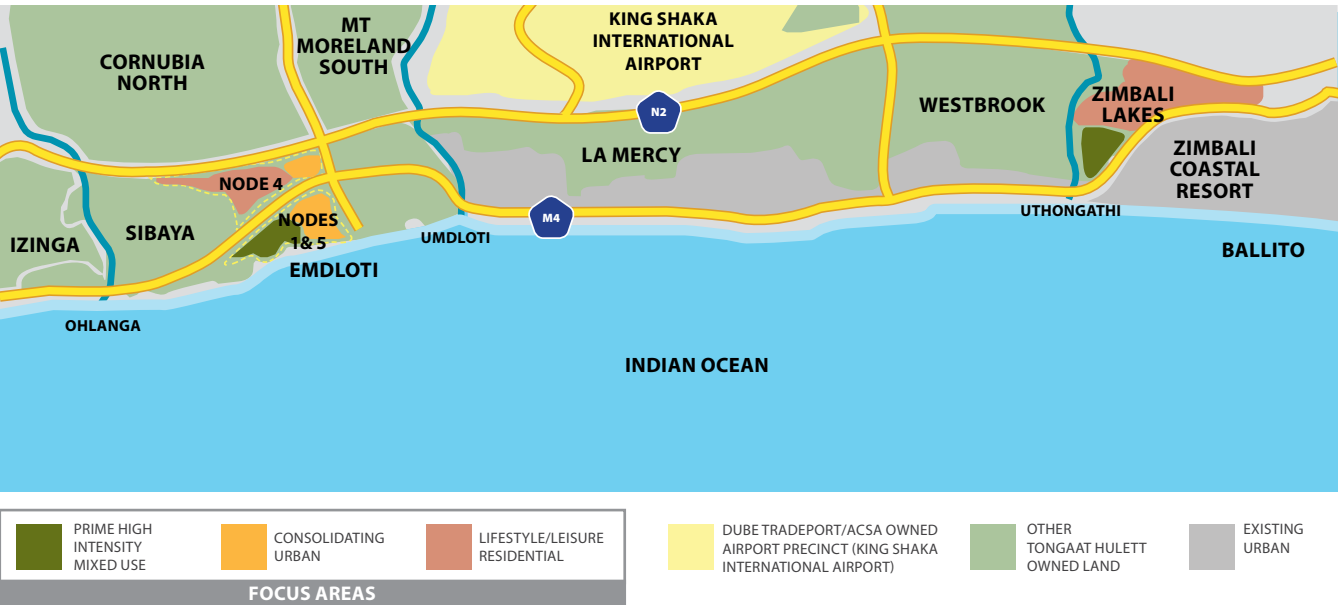 KING SHAKA
INTERNATIONAL
AIRPORT
MT
MORELAND
SOUTH
CORNUBIA
NORTH
N2
WESTBROOK
ZIMBALI
LAKES
LA MERCY
ZIMBALI
COASTAL
RESORT
NODE 4
NODES
1& 5
M4
UTHONGATHI
SIBAYA
IZINGA
UMDLOTI
EMDLOTI
BALLITO
OHLANGA
INDIAN OCEAN
PRIME HIGH
INTENSITY
MIXED USE
CONSOLIDATING
URBAN
LIFESTYLE/LEISURE
RESIDENTIAL
FOCUS AREAS
DUBE TRADEPORT/ACSA OWNED
AIRPORT PRECINCT (KING SHAKA
INTERNATIONAL AIRPORT)
OTHER
TONGAAT HULETT
OWNED LAND
EXISTING
URBAN